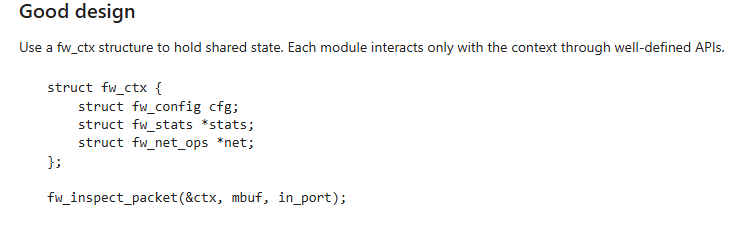 Good design
Use a fw_ctx structure to hold shared state. Each module interacts only with the context through well-defined APIs.
struct fw_ctx {
    struct fw_config cfg;
    struct fw_stats *stats;
    struct fw_net_ops *net;
};
fw_inspect_packet(&ctx, mbuf, in_port);